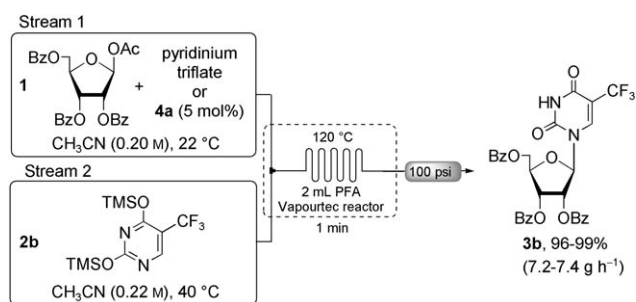 Stream 1
BzO
O
OAc
1
BzO
OBz
+
pyridinium
triflate
or
4a (5 mol%)
CH₃CN (0.20 M), 22 °C
Stream 2
TMSO
CF₃
2b
N
TMSO
N
CH₃CN (0.22 M), 40 °C
120 °C
2 mL PFA
Vapourtec reactor
1 min
100 psi
O
CF₃
HN
O
N
BzO
O
BzO
OBz
3b, 96-99%
(7.2-7.4 g h⁻¹)